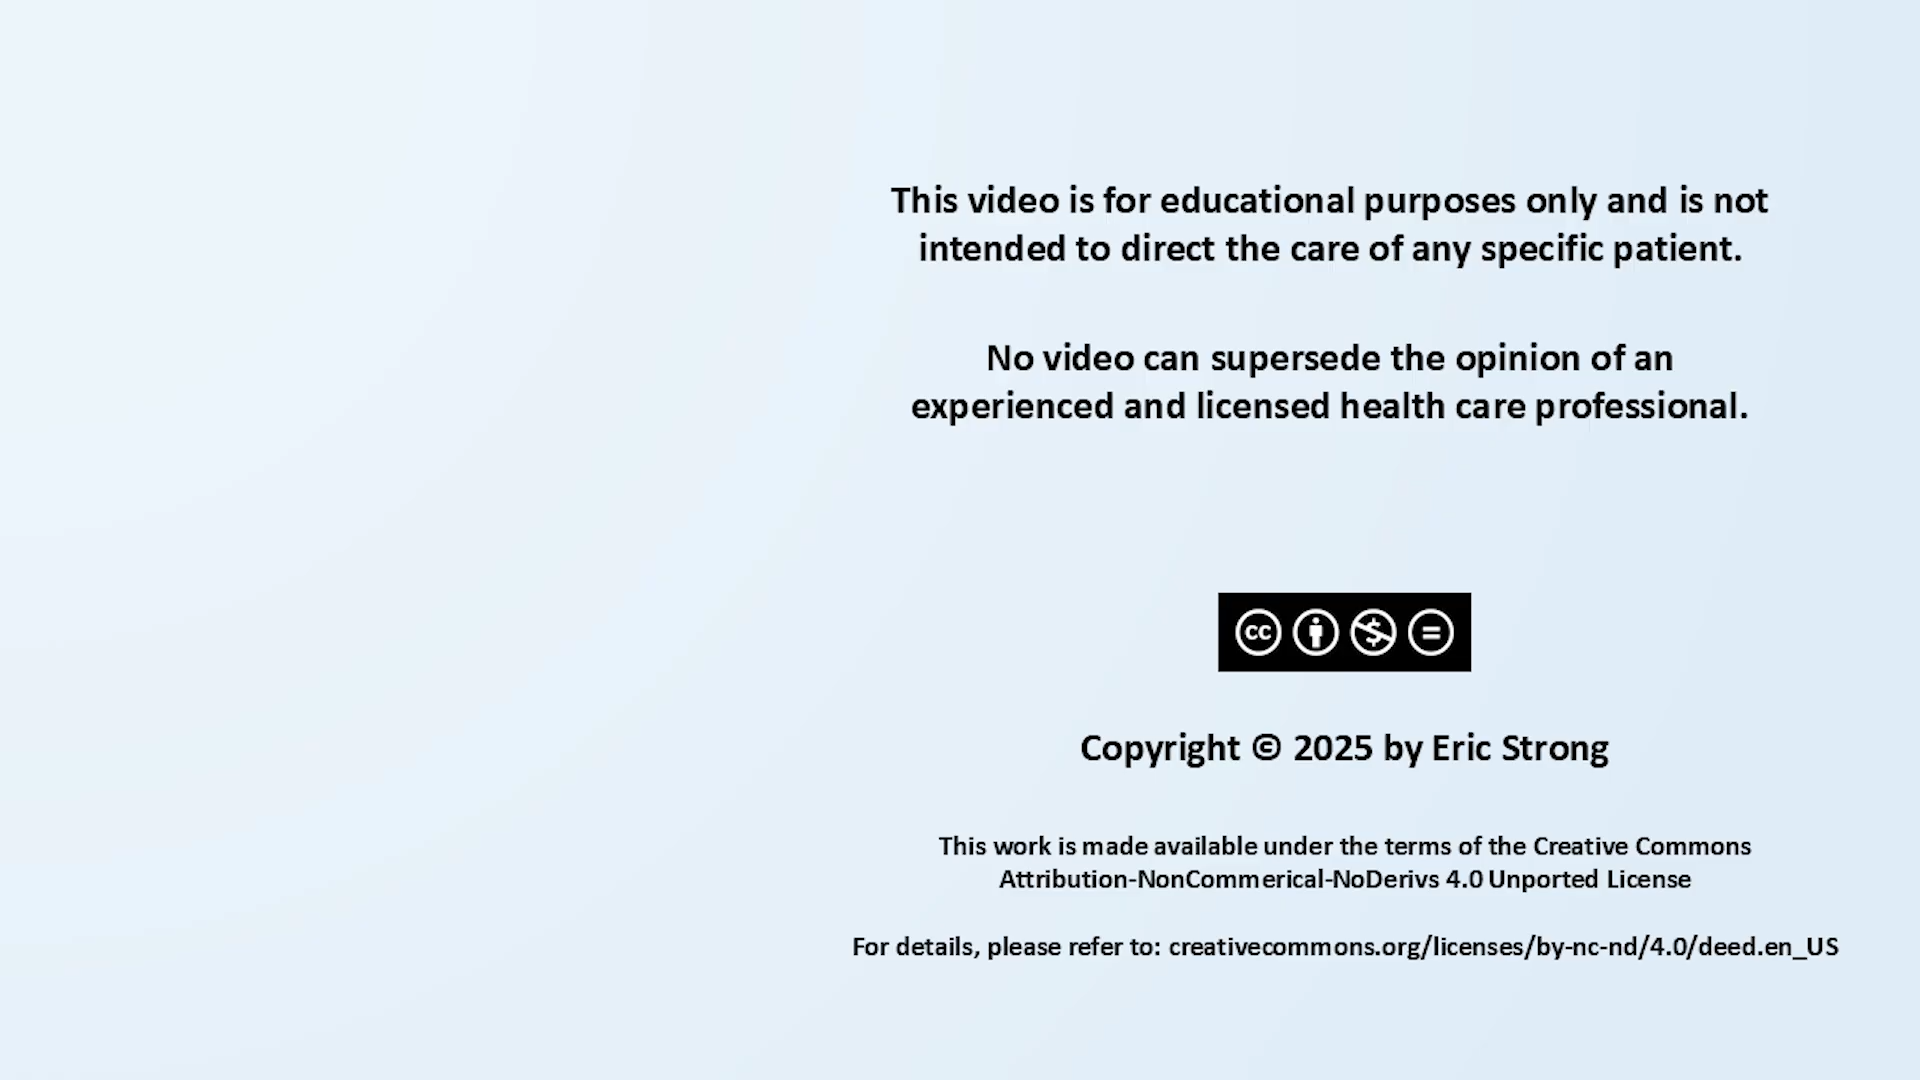 This video is for educational purposes only and is not
intended to direct the care of any specific patient.
No video can supersede the opinion of an
experienced and licensed health care professional.
cc
Copyright © 2025 by Eric Strong
This work is made available under the terms of the Creative Commons
Attribution-NonCommerical-NoDerivs 4.0 Unported License
For details, please refer to: creativecommons.org/licenses/by-nc-nd/4.0/deed.en_US